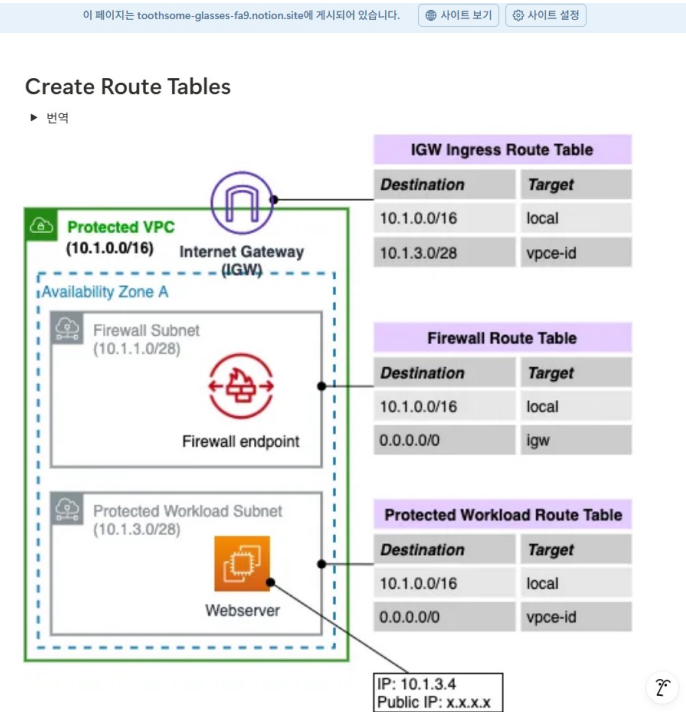 이 페이지는 toothsome-glasses-fa9.notion.site에 게시되어 있습니다. 사이트 보기 사이트 설정
Create Route Tables
번역
IGW Ingress Route Table
Destination Target
10.1.0.0/16 local
10.1.3.0/28 vpce-id
Protected VPC
(10.1.0.0/16)
Internet Gateway
(IGW)
Availability Zone A
Firewall Subnet
(10.1.1.0/28)
Firewall endpoint
Firewall Route Table
Destination Target
10.1.0.0/16 local
0.0.0.0/0 igw
Protected Workload Subnet
(10.1.3.0/28)
Webserver
Protected Workload Route Table
Destination Target
10.1.0.0/16 local
0.0.0.0/0 vpce-id
IP: 10.1.3.4
Public IP: x.x.x.x